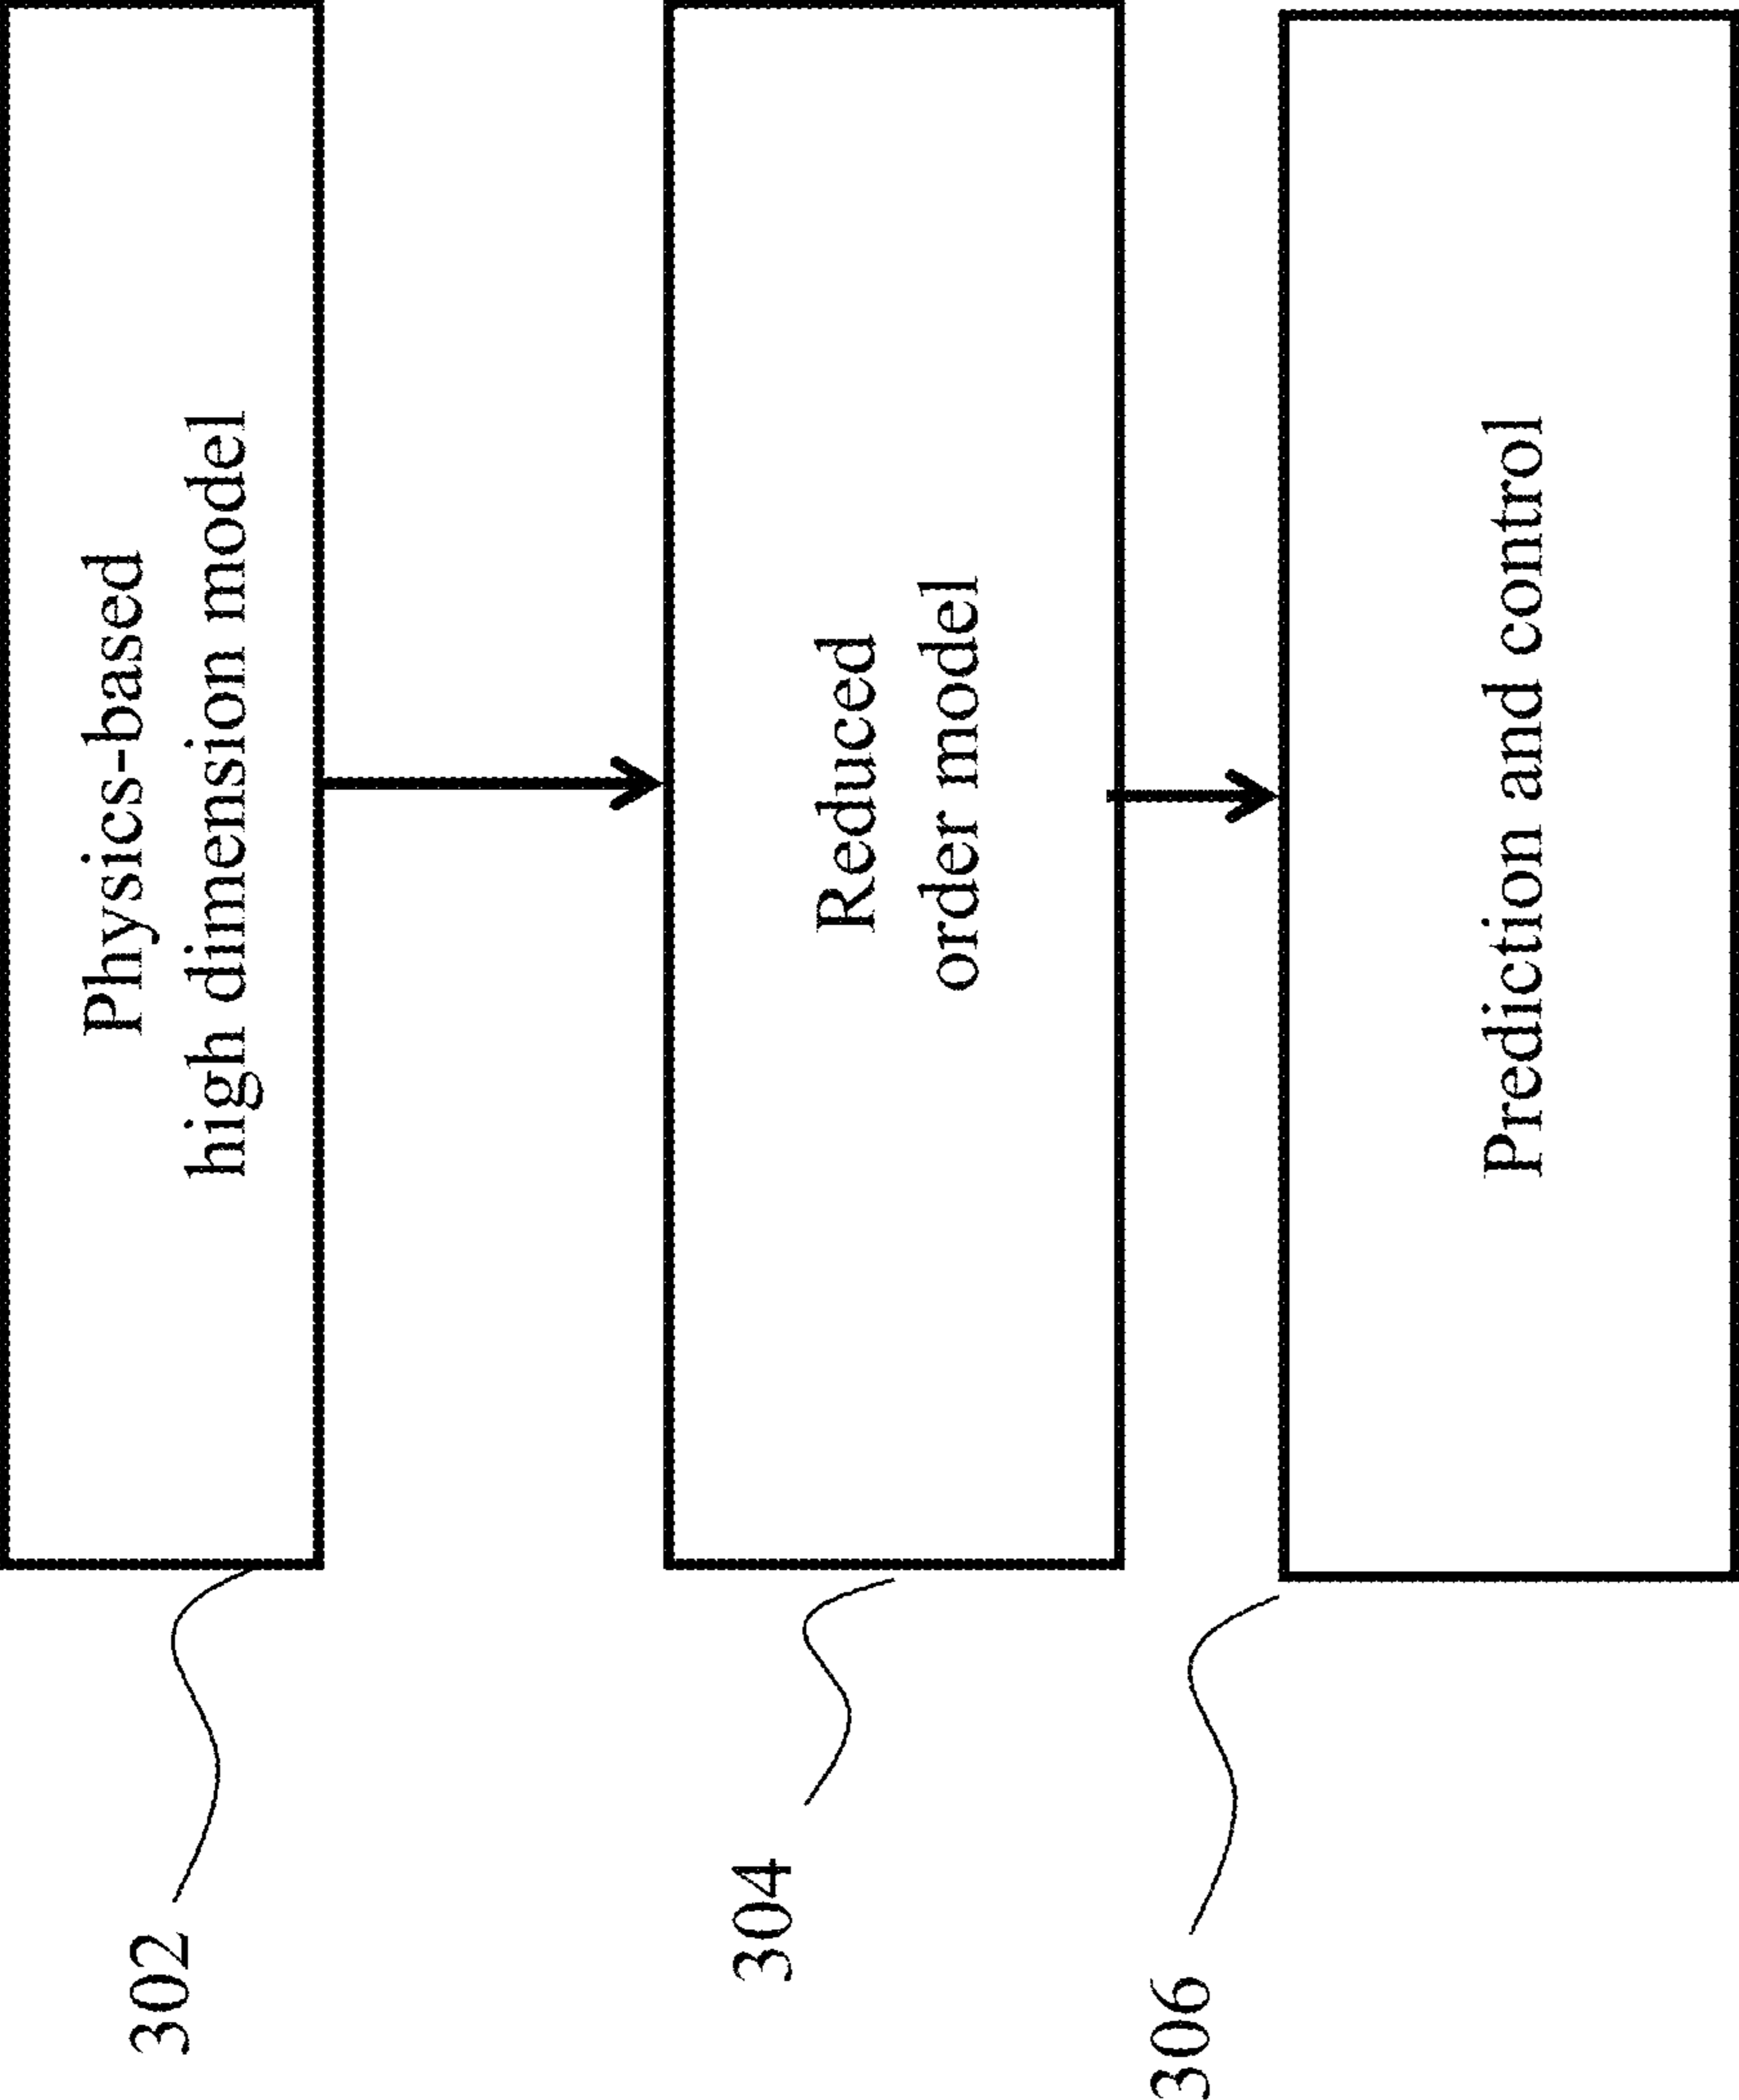 302
Physics-based
high dimension model
304
Reduced
order model
306
Prediction and control